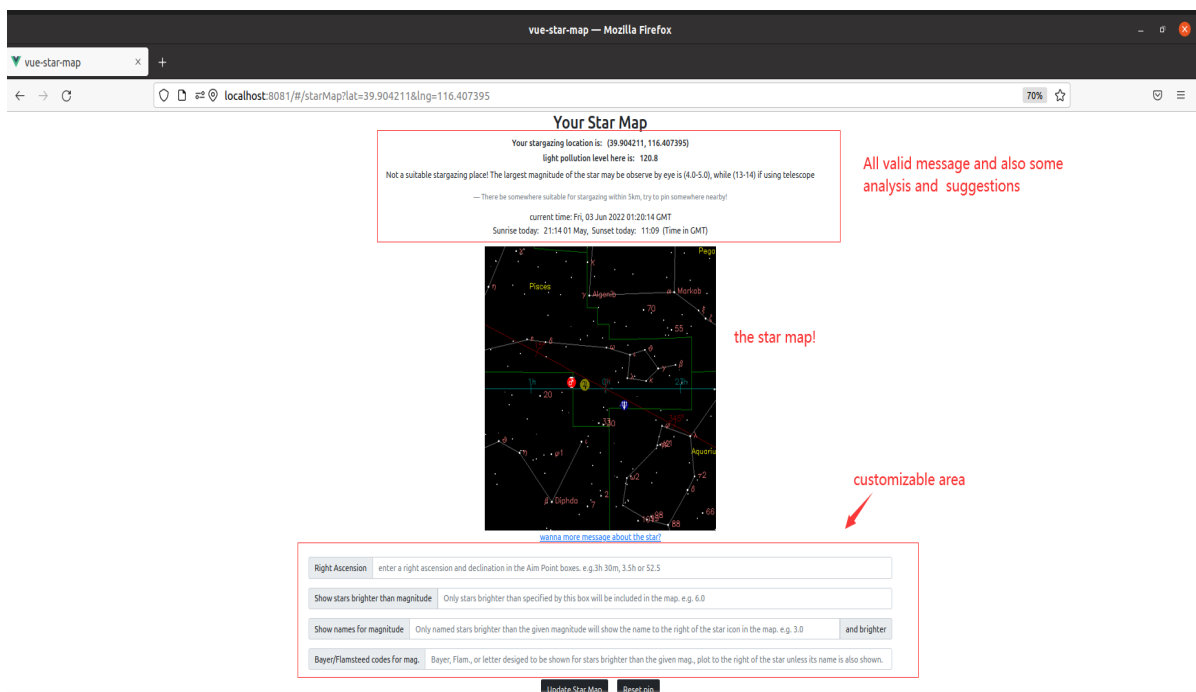 vue-star-map — Mozilla Firefox
vue-star-map
localhost:8081/#/starMap?lat=39.904211&lng=116.407395
70%
Your Star Map
Your stargazing location is: (39.904211, 116.407395)
light pollution level here is: 120.8
Not a suitable stargazing place! The largest magnitude of the star may be observe by eye is (4.0-5.0), while (13-14) if using telescope
— There be somewhere suitable for stargazing within 5km, try to pin somewhere nearby!
current time: Fri, 03 Jun 2022 01:20:14 GMT
Sunrise today: 21:14 01 May, Sunset today: 11:09 (Time in GMT)
All valid message and also some
analysis and suggestions
Pega
Pisces
γ Algenib
α Markab
70
55
1h
0h
23h
20
Aquariu
β Diphda
2
7
88
66
the star map!
wanna more message about the star?
customizable area
Right Ascension enter a right ascension and declination in the Aim Point boxes. e.g.3h 30m, 3.5h or 52.5
Show stars brighter than magnitude Only stars brighter than specified by this box will be included in the map. e.g. 6.0
Show names for magnitude Only named stars brighter than the given magnitude will show the name to the right of the star icon in the map. e.g. 3.0 and brighter
Bayer/Flamsteed codes for mag. Bayer, Flam., or letter desiged to be shown for stars brighter than the given mag., plot to the right of the star unless its name is also shown.
Update Star Map Reset pin